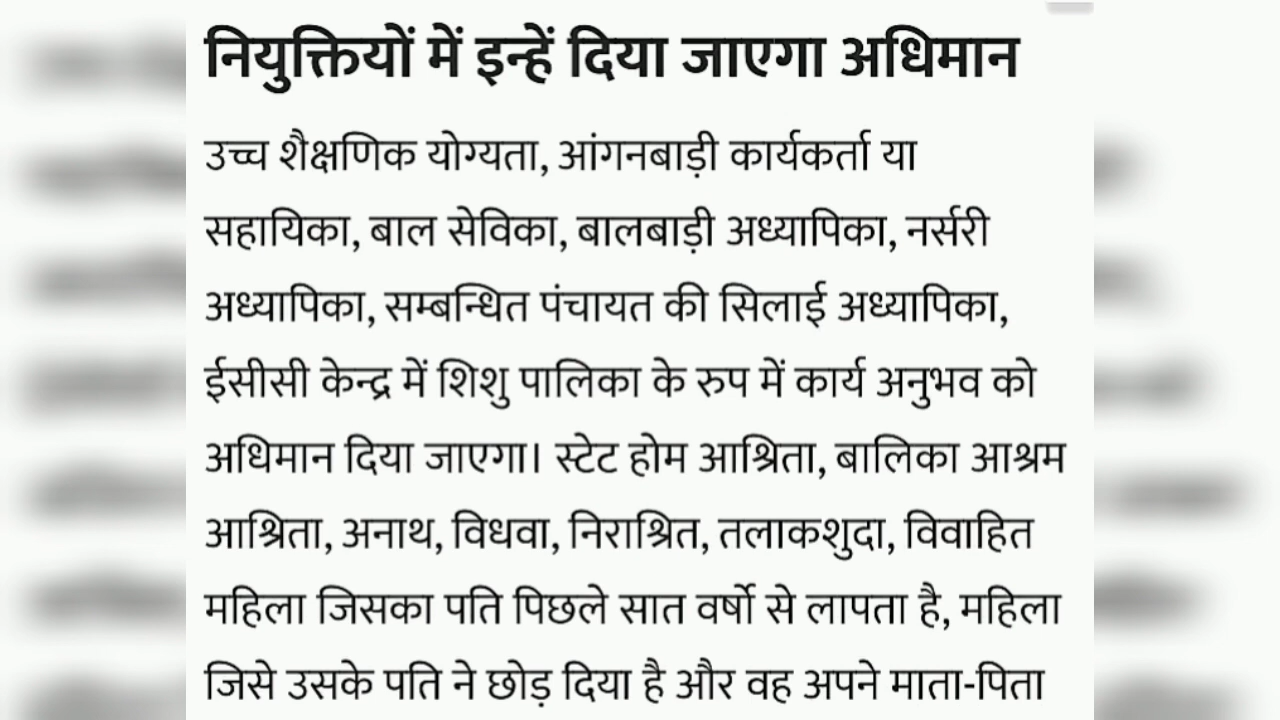 नियुक्तियों में इन्हें दिया जाएगा अधिमान
उच्च शैक्षणिक योग्यता, आंगनबाड़ी कार्यकर्ता या
सहायिका, बाल सेविका, बालबाड़ी अध्यापिका, नर्सरी
अध्यापिका, सम्बन्धित पंचायत की सिलाई अध्यापिका,
ईसीसी केन्द्र में शिशु पालिका के रुप में कार्य अनुभव को
अधिमान दिया जाएगा। स्टेट होम आश्रिता, बालिका आश्रम
आश्रिता, अनाथ, विधवा, निराश्रित, तलाकशुदा, विवाहित
महिला जिसका पति पिछले सात वर्षो से लापता है, महिला
जिसे उसके पति ने छोड़ दिया है और वह अपने माता-पिता